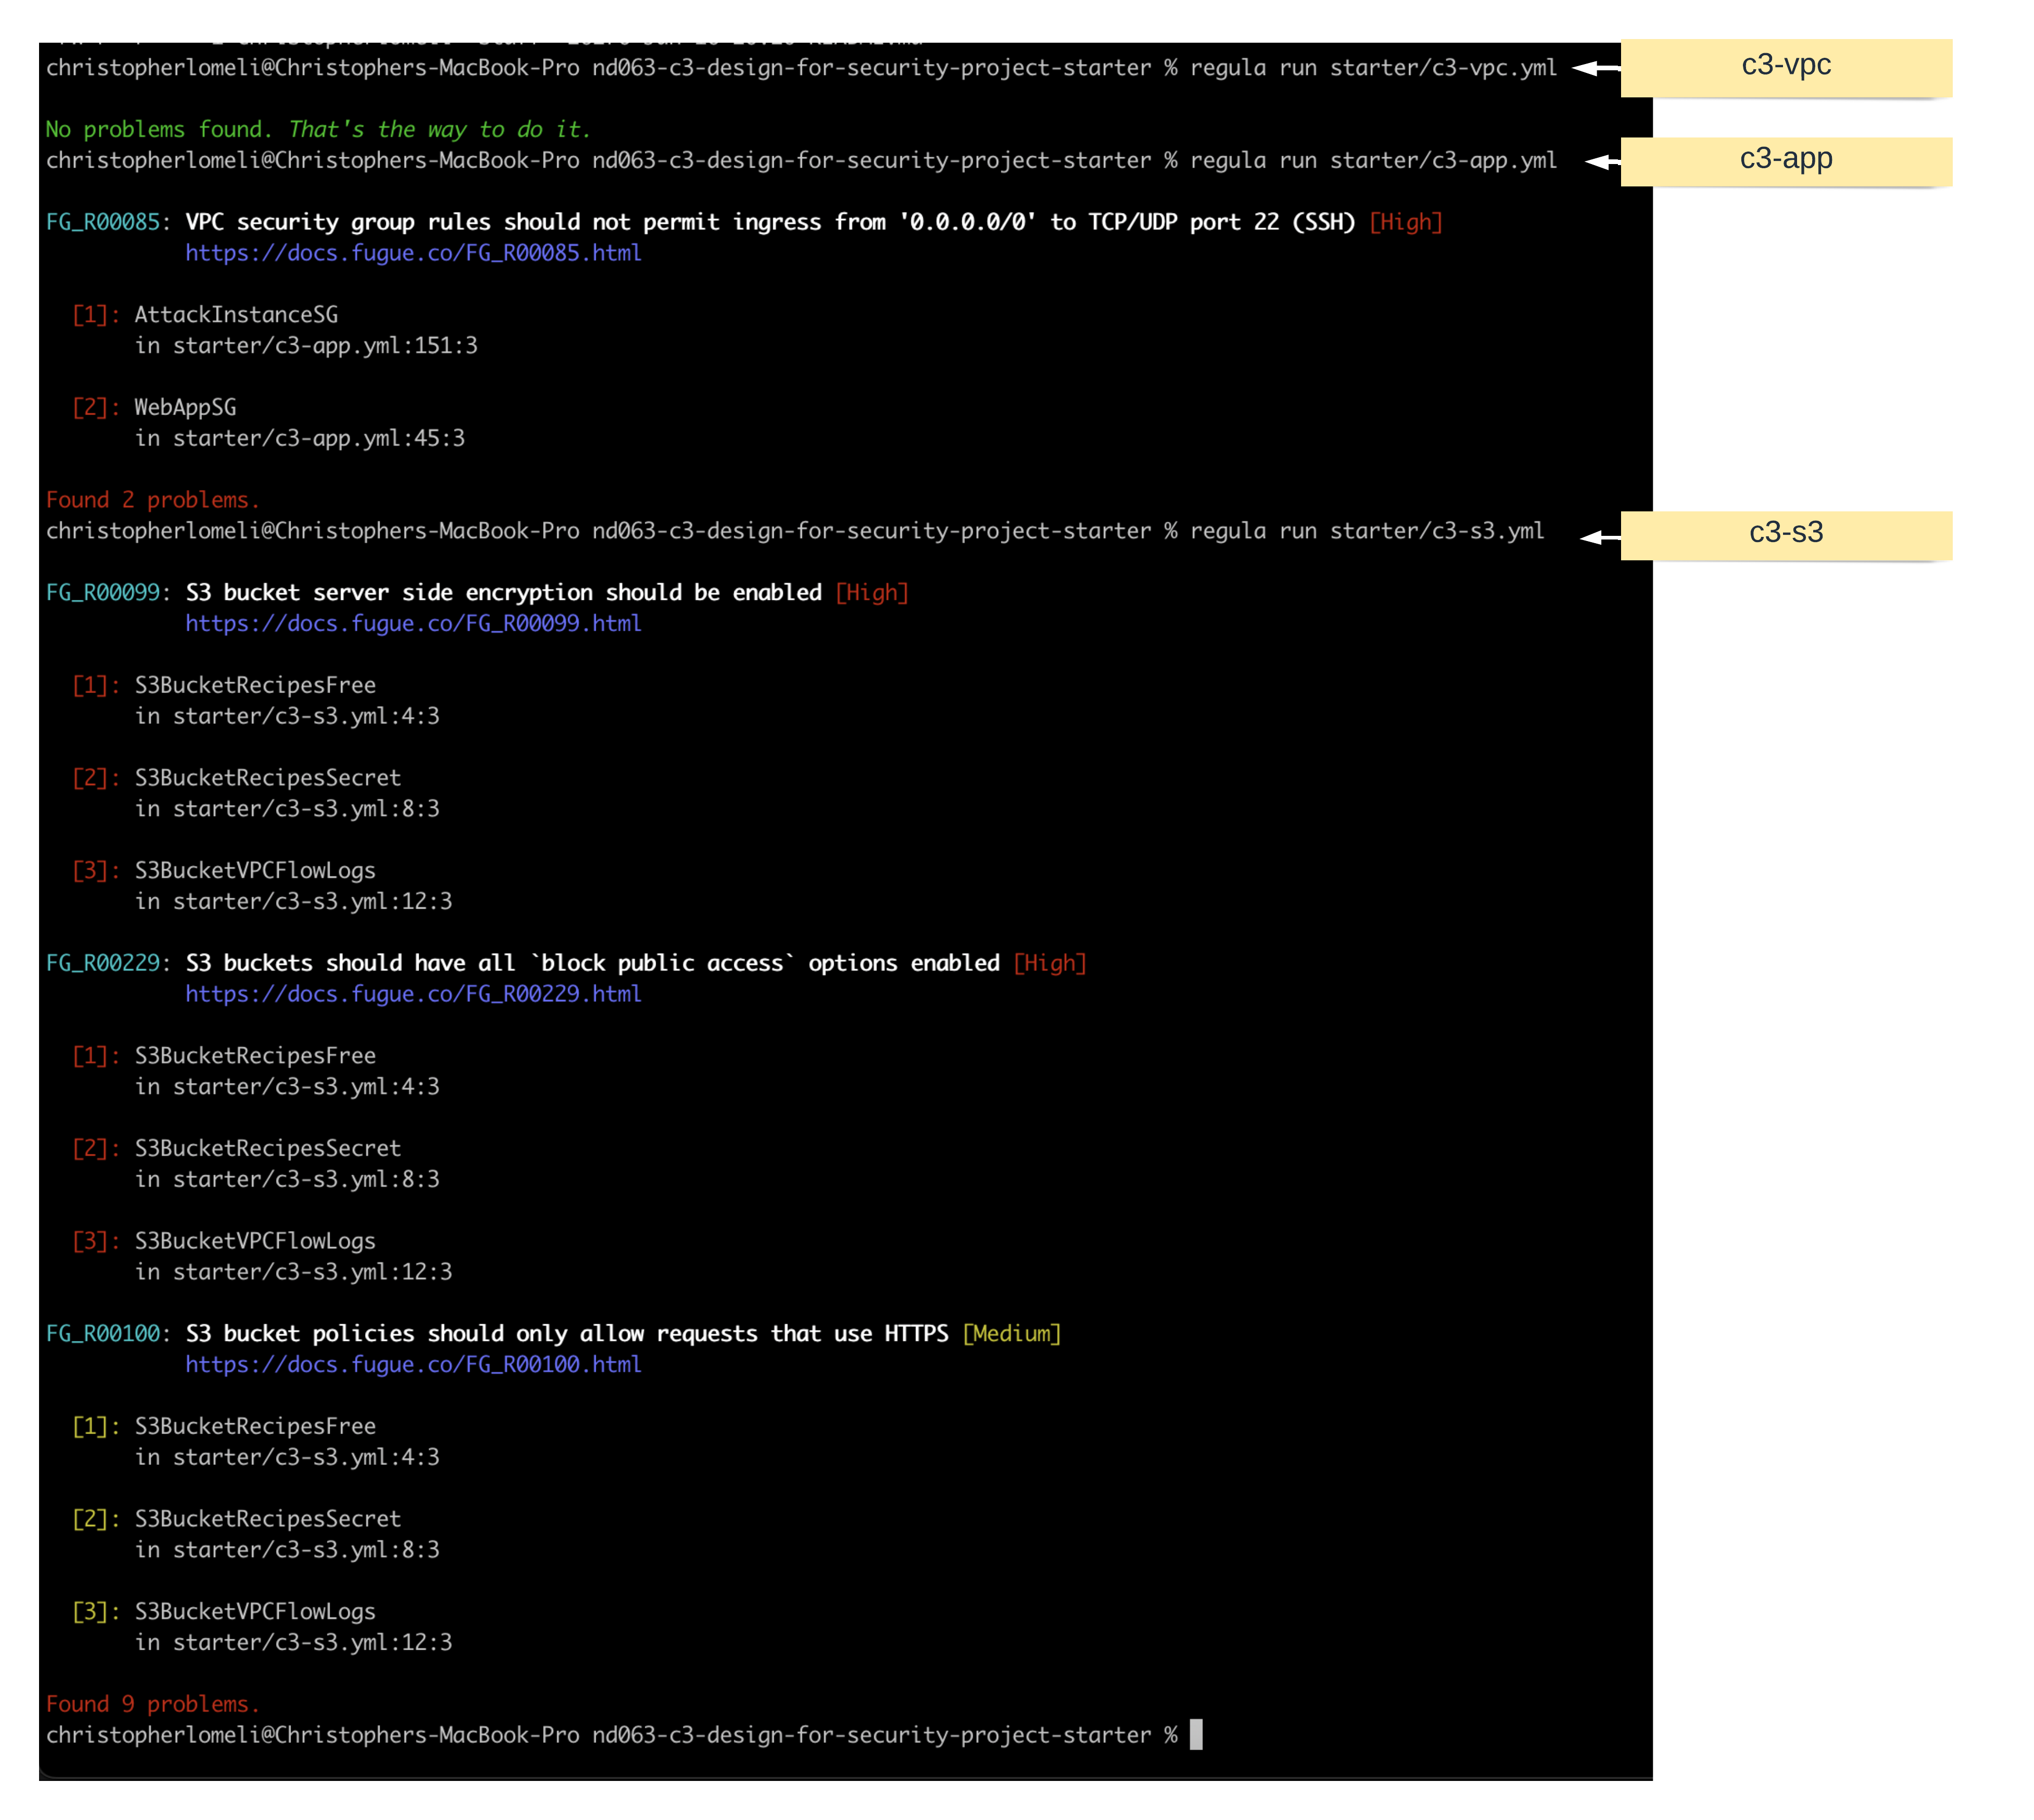 christopherlomeli@Christophers-MacBook-Pro nd063-c3-design-for-security-project-starter % regula run starter/c3-vpc.yml
c3-vpc
No problems found. That's the way to do it.
christopherlomeli@Christophers-MacBook-Pro nd063-c3-design-for-security-project-starter % regula run starter/c3-app.yml
c3-app
FG_R00085: VPC security group rules should not permit ingress from '0.0.0.0/0' to TCP/UDP port 22 (SSH) [High]
https://docs.fugue.co/FG_R00085.html
[1]: AttackInstanceSG
in starter/c3-app.yml:151:3
[2]: WebAppSG
in starter/c3-app.yml:45:3
Found 2 problems.
christopherlomeli@Christophers-MacBook-Pro nd063-c3-design-for-security-project-starter % regula run starter/c3-s3.yml
c3-s3
FG_R00099: S3 bucket server side encryption should be enabled [High]
https://docs.fugue.co/FG_R00099.html
[1]: S3BucketRecipesFree
in starter/c3-s3.yml:4:3
[2]: S3BucketRecipesSecret
in starter/c3-s3.yml:8:3
[3]: S3BucketVPCFlowLogs
in starter/c3-s3.yml:12:3
FG_R00229: S3 buckets should have all `block public access` options enabled [High]
https://docs.fugue.co/FG_R00229.html
[1]: S3BucketRecipesFree
in starter/c3-s3.yml:4:3
[2]: S3BucketRecipesSecret
in starter/c3-s3.yml:8:3
[3]: S3BucketVPCFlowLogs
in starter/c3-s3.yml:12:3
FG_R00100: S3 bucket policies should only allow requests that use HTTPS [Medium]
https://docs.fugue.co/FG_R00100.html
[1]: S3BucketRecipesFree
in starter/c3-s3.yml:4:3
[2]: S3BucketRecipesSecret
in starter/c3-s3.yml:8:3
[3]: S3BucketVPCFlowLogs
in starter/c3-s3.yml:12:3
Found 9 problems.
christopherlomeli@Christophers-MacBook-Pro nd063-c3-design-for-security-project-starter %